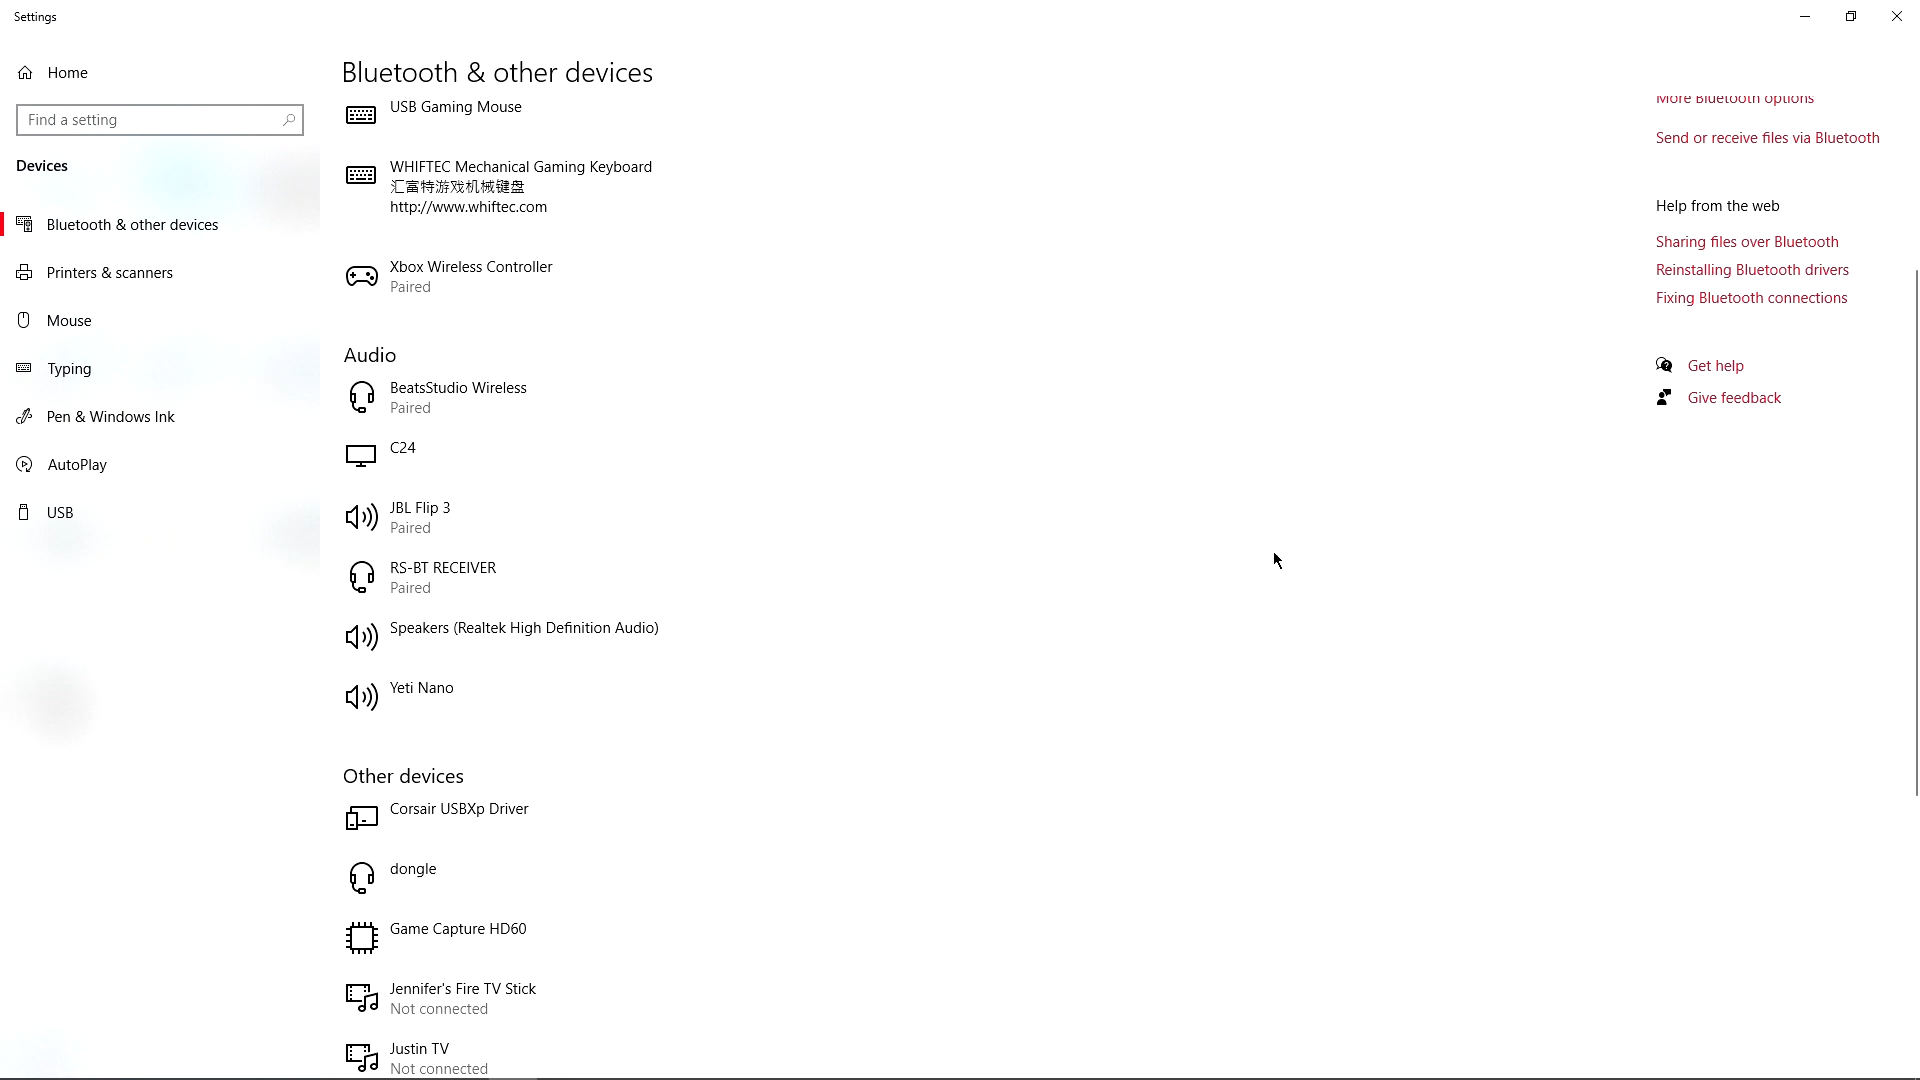 Settings
Home
Find a setting
Devices
Bluetooth & other devices
Printers & scanners
Mouse
Typing
Pen & Windows Ink
AutoPlay
USB
Bluetooth & other devices
USB Gaming Mouse
WHIFTEC Mechanical Gaming Keyboard
汇富特游戏机械键盘
http://www.whiftec.com
Xbox Wireless Controller
Paired
Audio
BeatsStudio Wireless
Paired
C24
JBL Flip 3
Paired
RS-BT RECEIVER
Paired
Speakers (Realtek High Definition Audio)
Yeti Nano
Other devices
Corsair USBXp Driver
dongle
Game Capture HD60
Jennifer's Fire TV Stick
Not connected
Justin TV
Not connected
More Bluetooth options
Send or receive files via Bluetooth
Help from the web
Sharing files over Bluetooth
Reinstalling Bluetooth drivers
Fixing Bluetooth connections
Get help
Give feedback